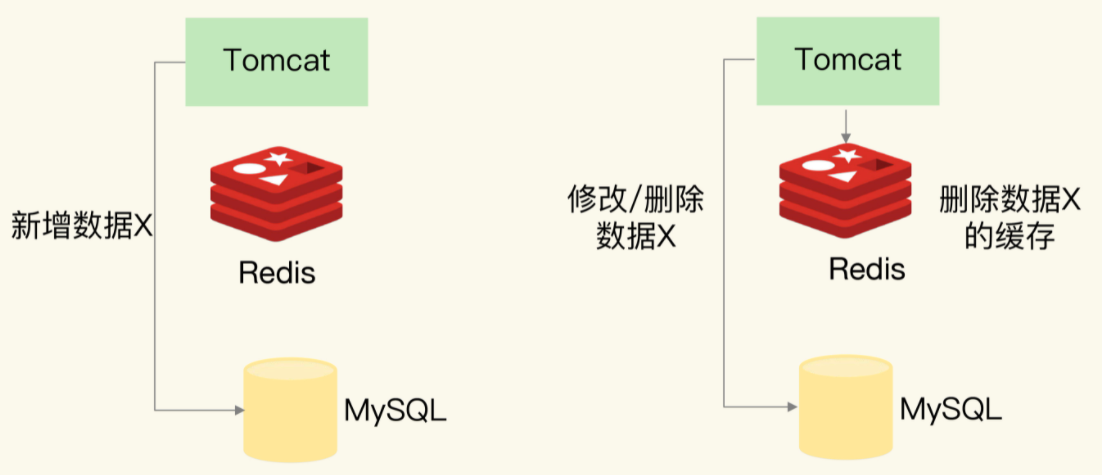 Tomcat
新增数据X
Redis
MySQL
Tomcat
修改/删除
数据X
删除数据X
的缓存
Redis
MySQL